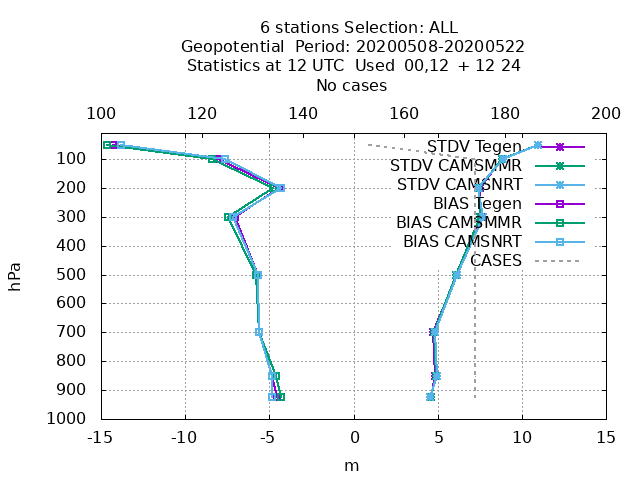 6 stations Selection: ALL
Geopotential  Period: 20200508-20200522
Statistics at 12 UTC  Used  00,12  + 12 24
No cases
100 120 140 160 180 200
STDV Tegen
STDV CAMSMMR
STDV CAMSNRT
BIAS Tegen
BIAS CAMSMMR
BIAS CAMSNRT
CASES
100
200
300
400
500
600
700
800
900
1000
hPa
-15 -10 -5 0 5 10 15
m